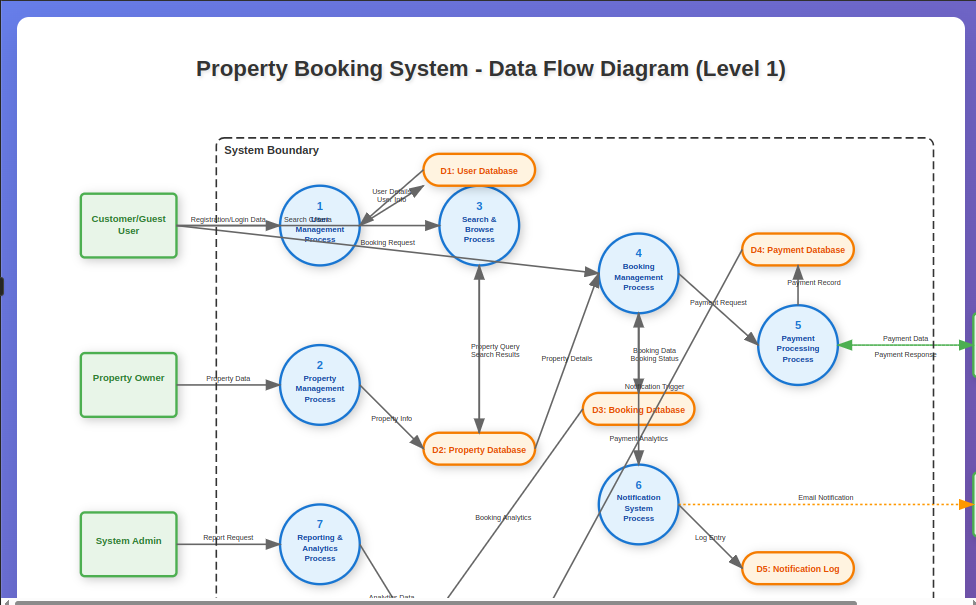 Property Booking System - Data Flow Diagram (Level 1)
System Boundary
D1: User Database
Customer/Guest
User
Registration/Login Data
1
User
Management
Process
Search Criteria
User Details
User Info
3
Search &
Browse
Process
Booking Request
4
Booking
Management
Process
D4: Payment Database
Payment Record
Payment Request
5
Payment
Processing
Process
Payment Data
Payment Response
Property Query
Search Results
Property Details
Booking Data
Booking Status
Notification Trigger
D3: Booking Database
Property Owner
Property Data
2
Property
Management
Process
Property Info
D2: Property Database
Payment Analytics
6
Notification
System
Process
Email Notification
Booking Analytics
Log Entry
D5: Notification Log
System Admin
Report Request
7
Reporting &
Analytics
Process
Analytics Data